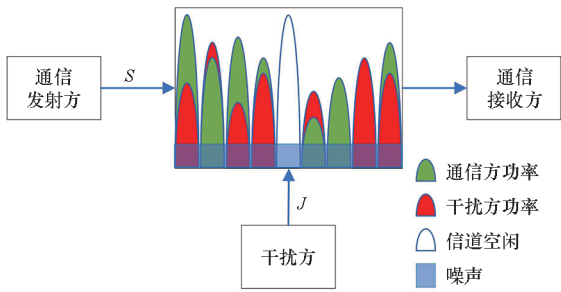 通信
发射方
S
通信
接收方
J
干扰方
通信方功率
干扰方功率
信道空闲
噪声